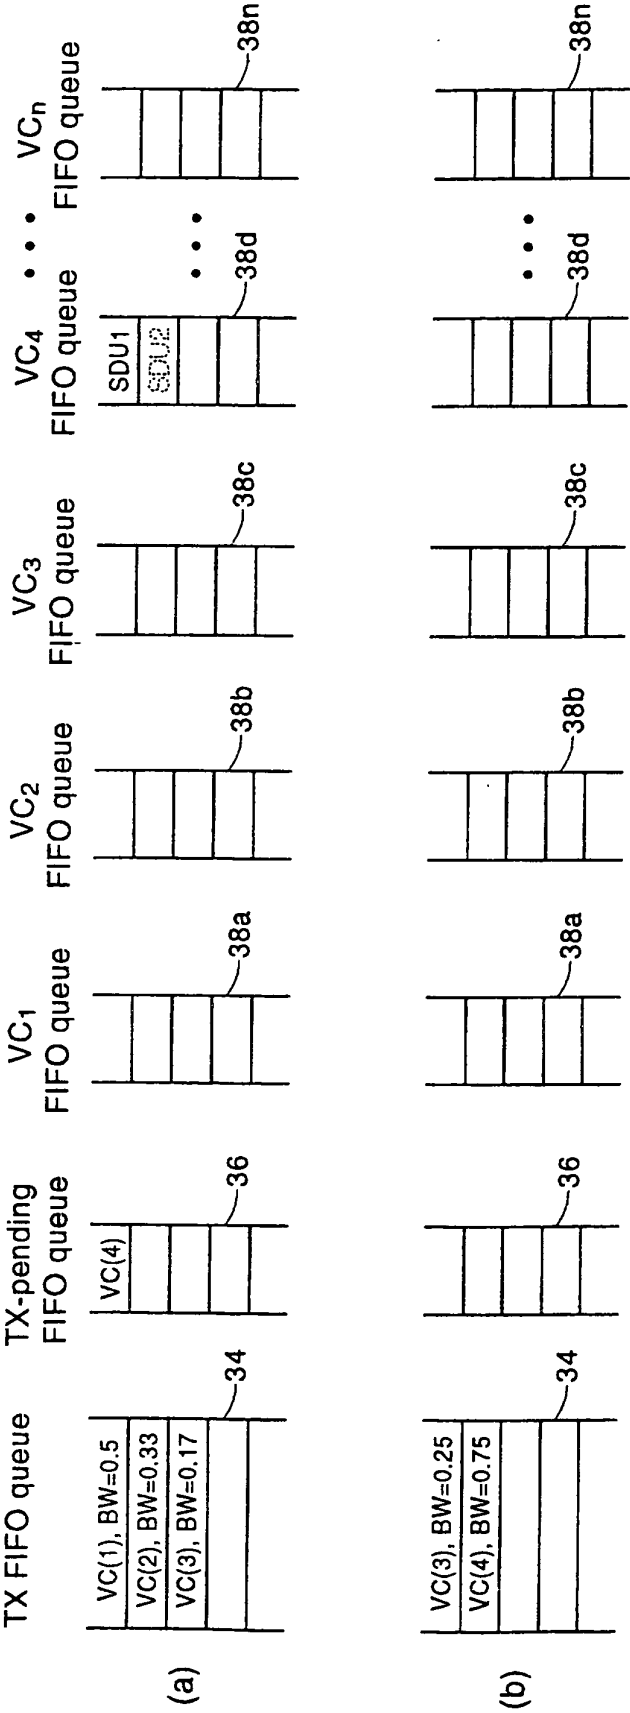 TX FIFO queue
TX-pending
FIFO queue
VC1
FIFO queue
VC2
FIFO queue
VC3
FIFO queue
VC4
FIFO queue
• • •
VCn
FIFO queue
(a)
VC(1), BW=0.5
VC(2), BW=0.33
VC(3), BW=0.17
34
VC(4)
36
38a
38b
38c
SDU1
SDU2
38d
• • •
38n
(b)
VC(3), BW=0.25
VC(4), BW=0.75
34
36
38a
38b
38c
38d
• • •
38n